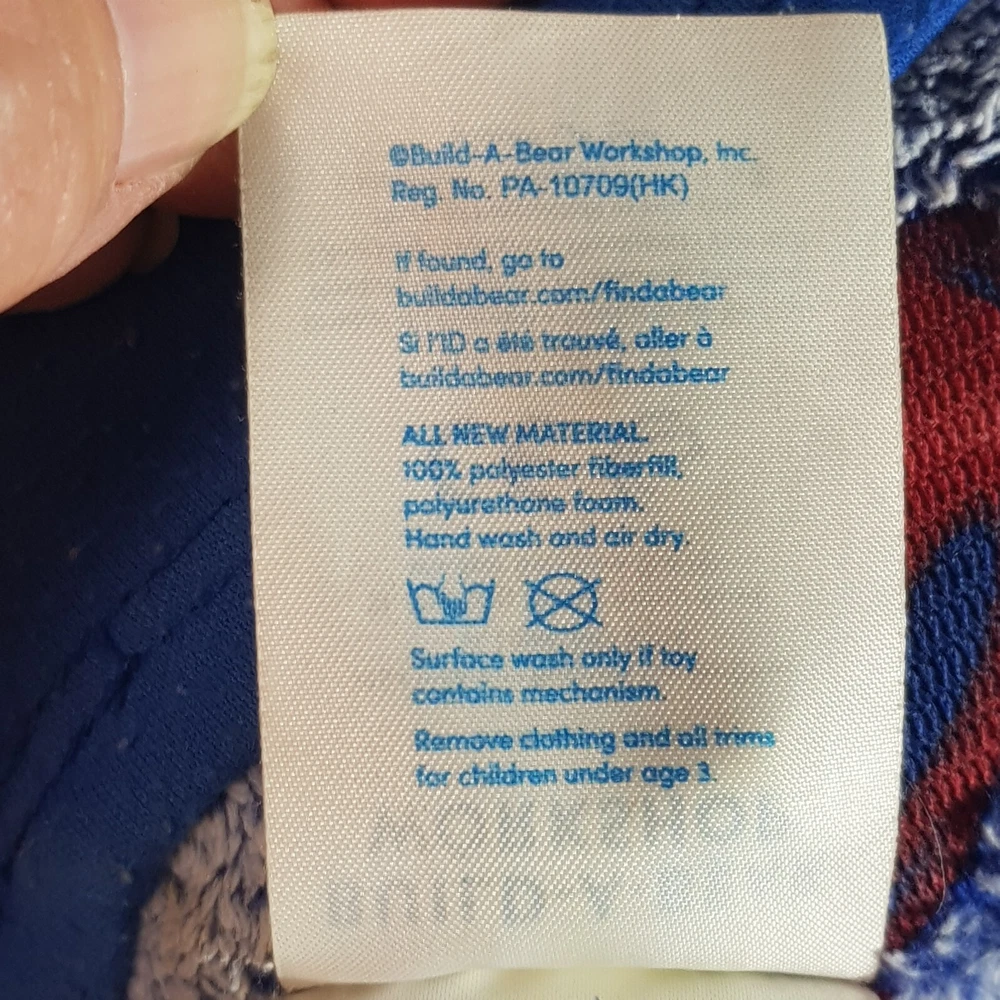 ©Build-A-Bear Workshop, Inc.
Reg. No. PA-10709(HK)
If found, go to
buildabear.com/findabear
Si l'ID a été trouvé, aller à
buildabear.com/findabear
ALL NEW MATERIAL.
100% polyester fiberfill,
polyurethane foam.
Hand wash and air dry.
Surface wash only if toy
contains mechanism.
Remove clothing and all trims
for children under age 3.